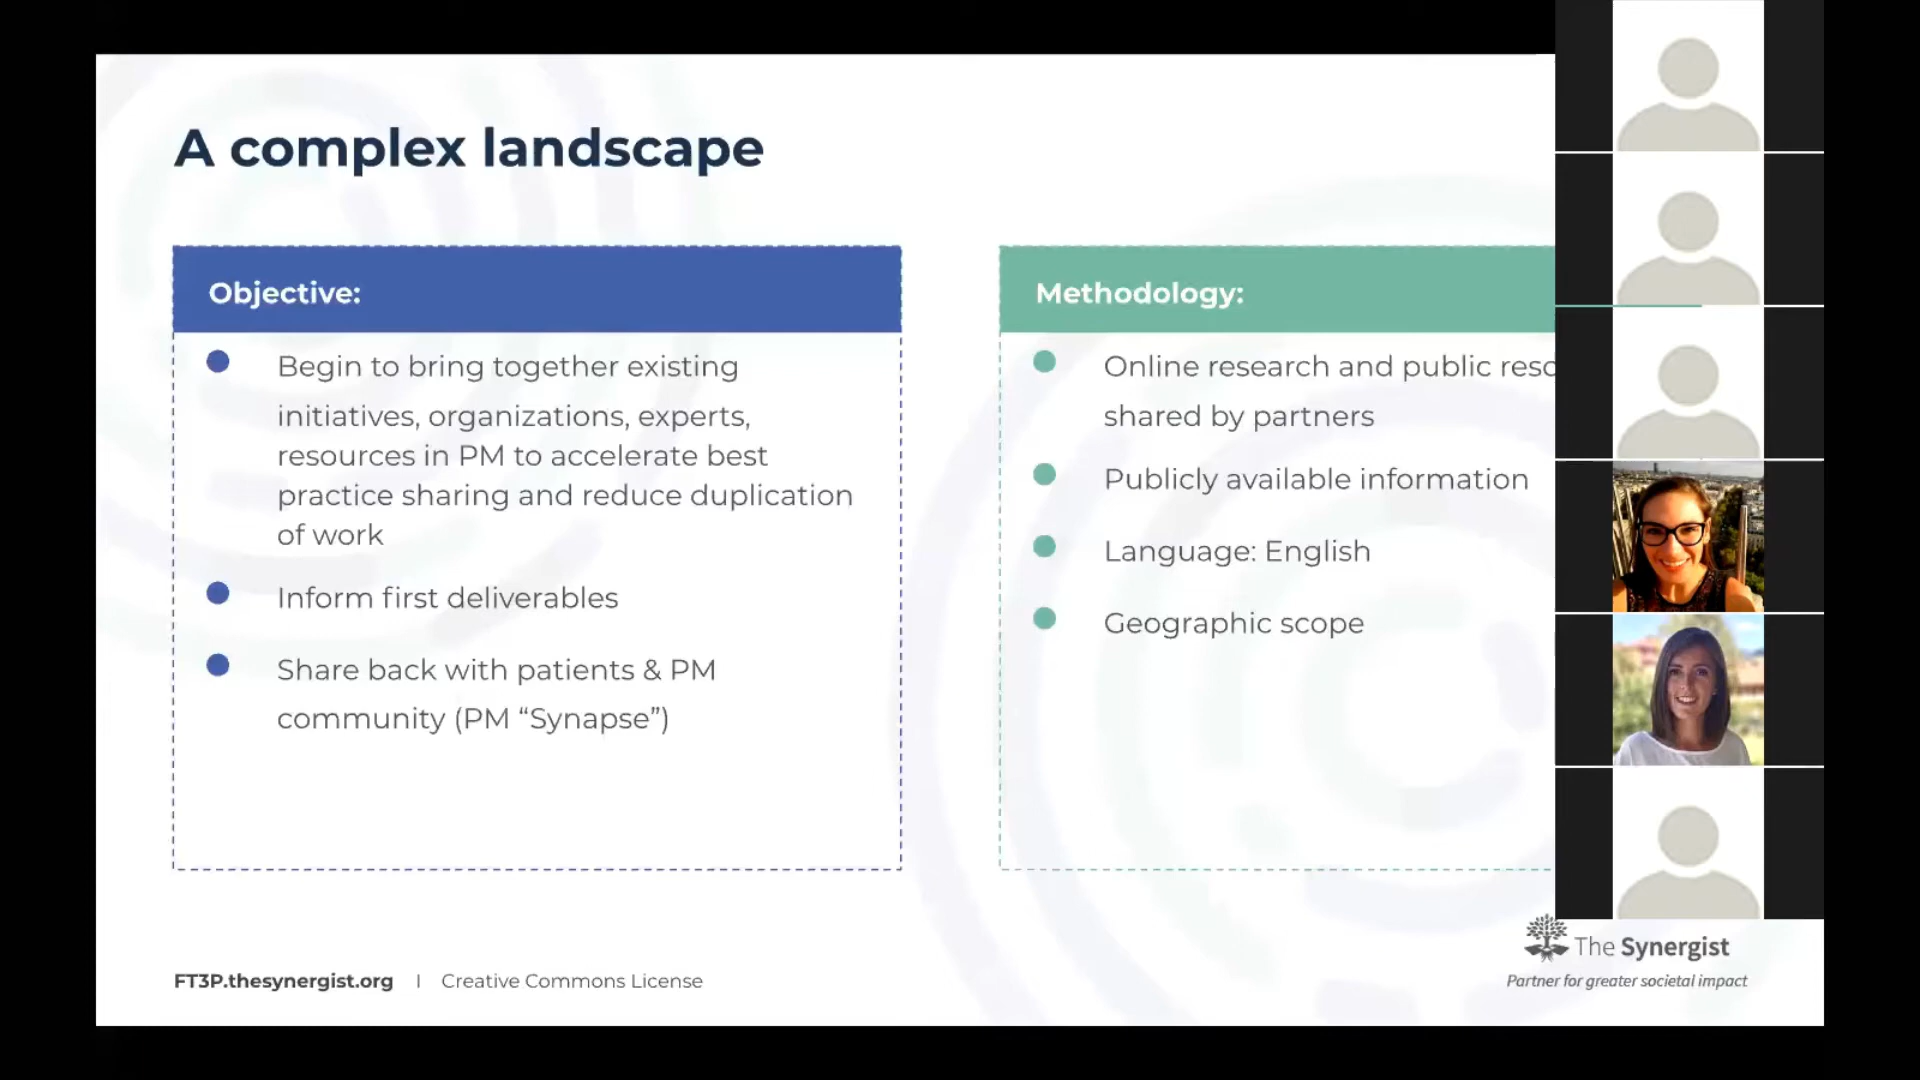 A complex landscape
Objective:
Begin to bring together existing
initiatives, organizations, experts,
resources in PM to accelerate best
practice sharing and reduce duplication
of work
Inform first deliverables
Share back with patients & PM
community (PM “Synapse”)
Methodology:
Online research and public
shared by partners
Publicly available information
Language: English
Geographic scope
FT3P.thesynergist.org | Creative Commons License
The Synergist
Partner for greater societal impact